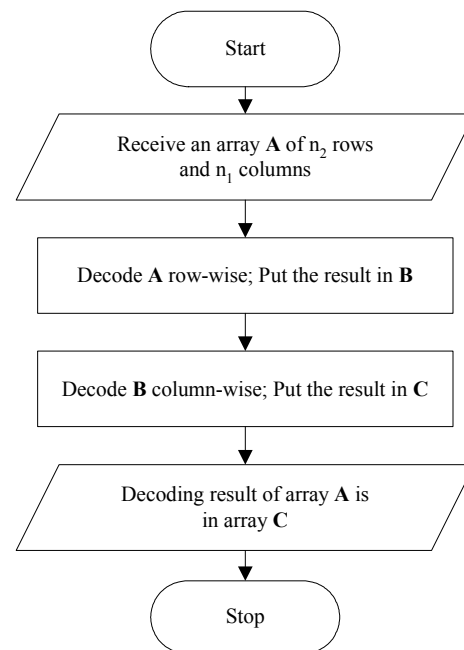 Start
Receive an array A of n₂ rows
and n₁ columns
Decode A row-wise; Put the result in B
Decode B column-wise; Put the result in C
Decoding result of array A is
in array C
Stop